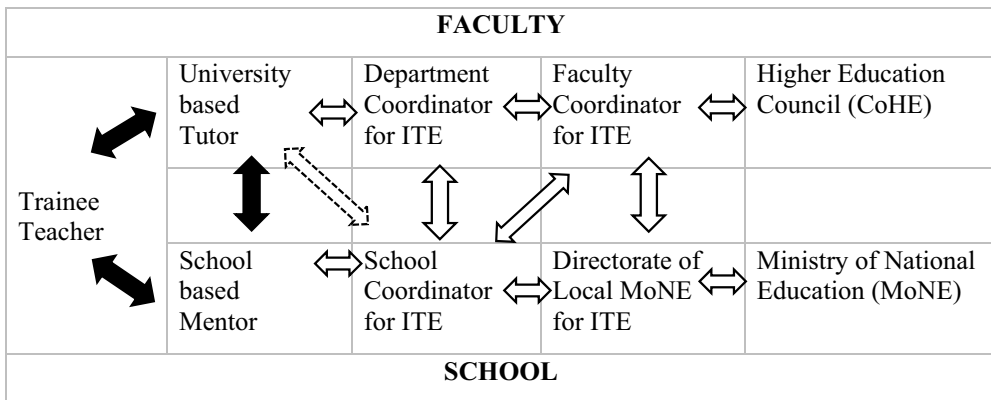 FACULTY
University
based
Tutor
Department
Coordinator
for ITE
Faculty
Coordinator
for ITE
Higher Education
Council (CoHE)
Trainee
Teacher
School
based
Mentor
School
Coordinator
for ITE
Directorate of
Local MoNE
for ITE
Ministry of National
Education (MoNE)
SCHOOL